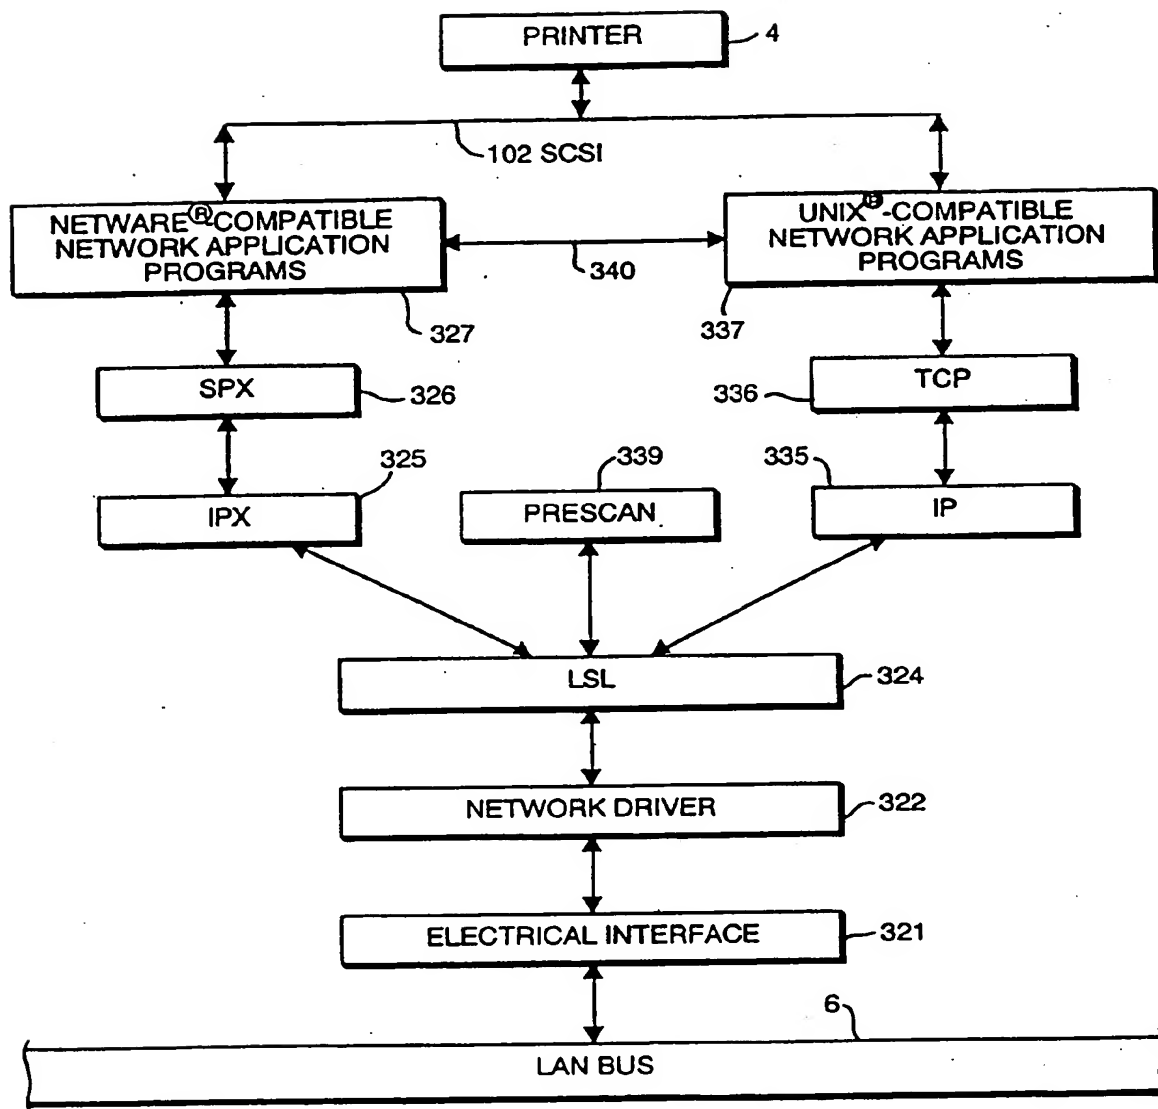 PRINTER
4
102 SCSI
NETWARE®-COMPATIBLE
NETWORK APPLICATION
PROGRAMS
UNIX®-COMPATIBLE
NETWORK APPLICATION
PROGRAMS
340
327
337
SPX
326
TCP
336
325
339
335
IPX
PRESCAN
IP
LSL
324
NETWORK DRIVER
322
ELECTRICAL INTERFACE
321
6
LAN BUS